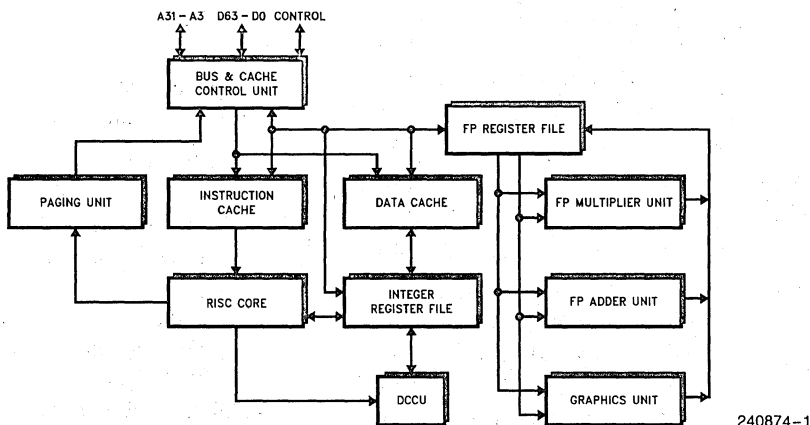 A31-A3 D63-D0 CONTROL
BUS & CACHE
CONTROL UNIT
FP REGISTER FILE
PAGING UNIT
INSTRUCTION
CACHE
DATA CACHE
FP MULTIPLIER UNIT
RISC CORE
INTEGER
REGISTER FILE
FP ADDER UNIT
DCCU
GRAPHICS UNIT
240874-1